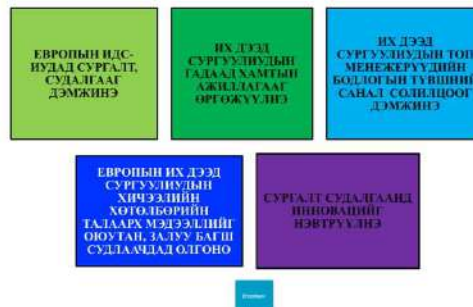 ЕВРОПЫН ИДС-
ИУДАД СУРГАЛТ,
СУДАЛГААГ
ДЭМЖИНЭ
ИХ ДЭЭД
СУРГУУЛИУДЫН
ГАДААД ХАМТЫН
АЖИЛЛАГААГ
ӨРГӨЖҮҮЛНЭ
ИХ ДЭЭД
СУРГУУЛИУДЫН ТОП
МЕНЕЖЕРҮҮДИЙН
БОДЛОГЫН ТҮВШНИЙ
САНАЛ СОЛИЛЦООГ
ДЭМЖИНЭ
ЕВРОПЫН ИХ ДЭЭД
СУРГУУЛИУДЫН
ХИЧЭЭЛИЙН
ХӨТӨЛБӨРИЙН
ТАЛААРХ МЭДЭЭЛЛИЙГ
ОЮУТАН, ЗАЛУУ БАГШ
СУДЛААЧДАД ОЛГОНО
СУРГАЛТ СУДАЛГААНД
ИННОВАЦИЙГ
НЭВТРҮҮЛНЭ